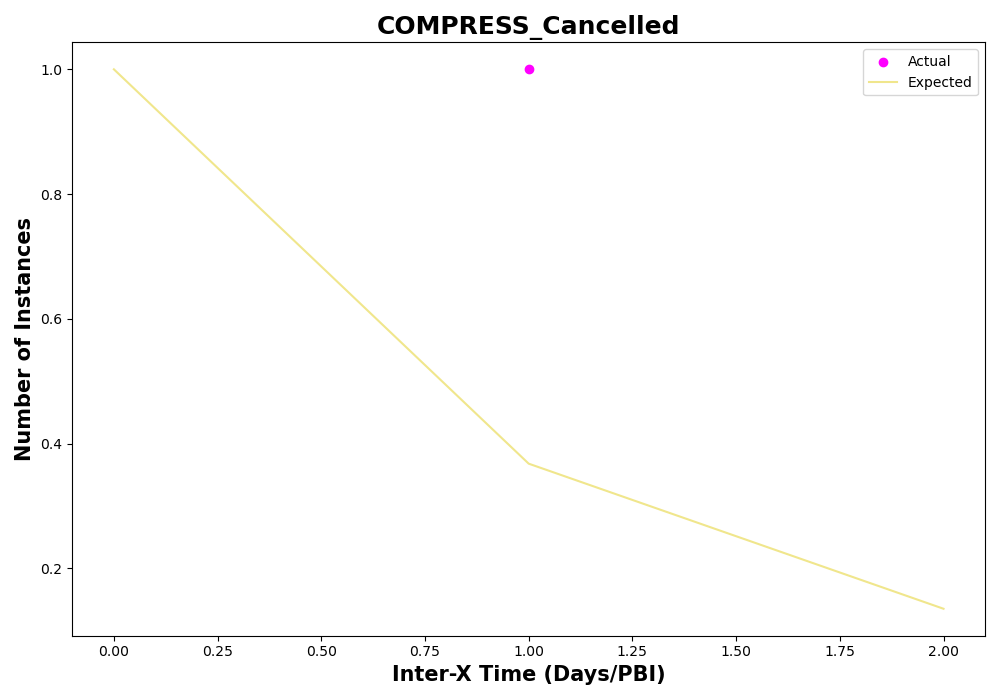 COMPRESS_Cancelled
Actual
Expected
1.0
0.8
0.6
0.4
0.2
Number of Instances
0.00 0.25 0.50 0.75 1.00 1.25 1.50 1.75 2.00
Inter-X Time (Days/PBI)